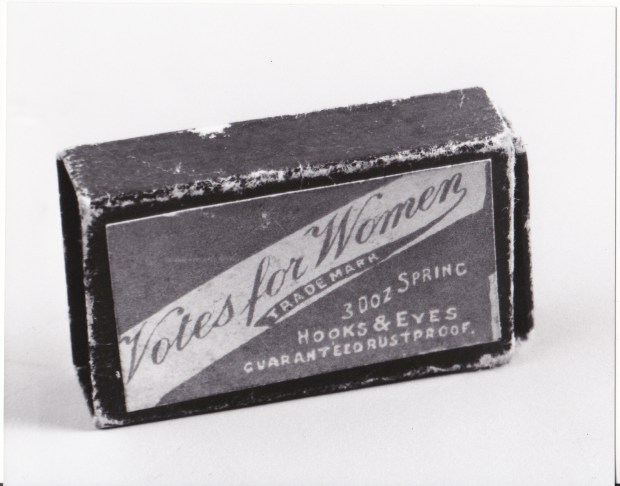 Votes for Women
TRADE MARK
3 Doz SPRING
HOOKS & EYES
GUARANTEED RUSTPROOF.